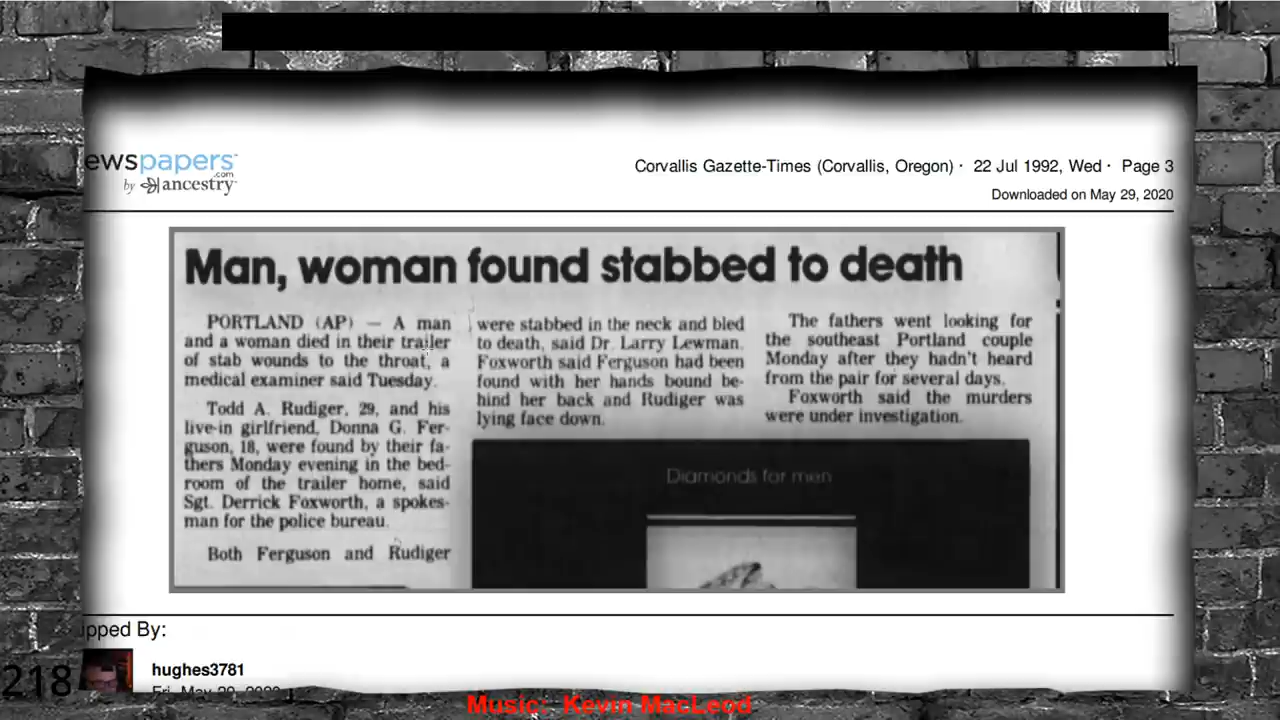 ewspapers
.com
by ancestry
Corvallis Gazette-Times (Corvallis, Oregon) · 22 Jul 1992, Wed · Page 3
Downloaded on May 29, 2020
Man, woman found stabbed to death
PORTLAND (AP) — A man
and a woman died in their trailer
of stab wounds to the throat, a
medical examiner said Tuesday.
Todd A. Rudiger, 29, and his
live-in girlfriend, Donna G. Fer-
guson, 18, were found by their fa-
thers Monday evening in the bed-
room of the trailer home, said
Sgt. Derrick Foxworth, a spokes-
man for the police bureau.
Both Ferguson and Rudiger
were stabbed in the neck and bled
to death, said Dr. Larry Lewman.
Foxworth said Ferguson had been
found with her hands bound be-
hind her back and Rudiger was
lying face down.
The fathers went looking for
the southeast Portland couple
Monday after they hadn't heard
from the pair for several days.
Foxworth said the murders
were under investigation.
Diamonds for men
ipped By:
hughes3781
Fri, May 29, 2020
218
Music: Kevin MacLeod